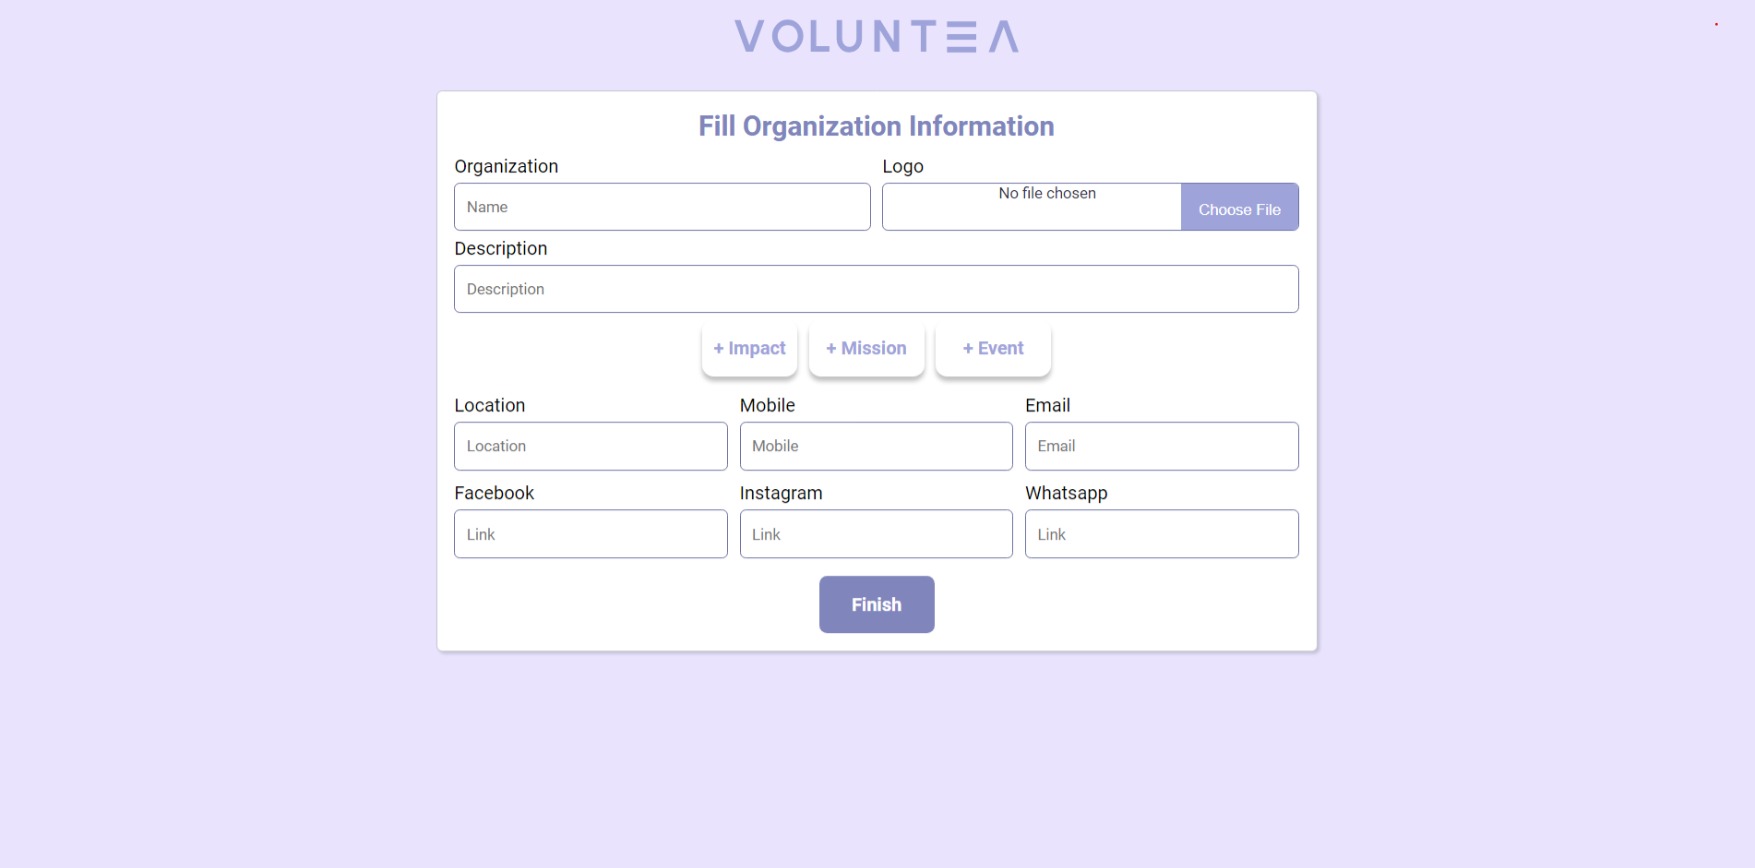 VOLUNTEA
Fill Organization Information
Organization
Logo
Name
No file chosen
Choose File
Description
Description
+ Impact
+ Mission
+ Event
Location
Mobile
Email
Location
Mobile
Email
Facebook
Instagram
Whatsapp
Link
Link
Link
Finish